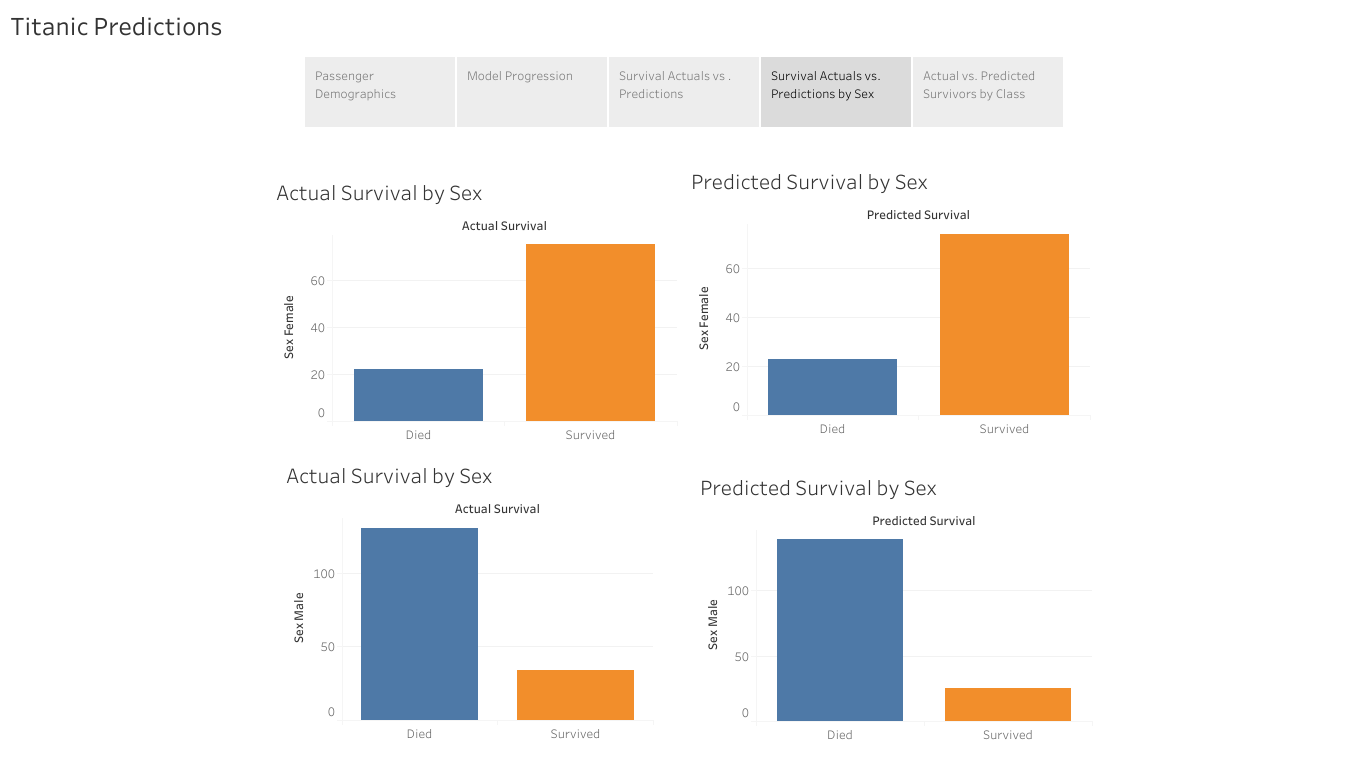 Titanic Predictions
Passenger
Demographics
Model Progression
Survival Actuals vs .
Predictions
Survival Actuals vs.
Predictions by Sex
Actual vs. Predicted
Survivors by Class
Actual Survival by Sex
Actual Survival
Sex Female
60
40
20
0
Died
Survived
Predicted Survival by Sex
Predicted Survival
Sex Female
60
40
20
0
Died
Survived
Actual Survival by Sex
Actual Survival
Sex Male
100
50
0
Died
Survived
Predicted Survival by Sex
Predicted Survival
Sex Male
100
50
0
Died
Survived